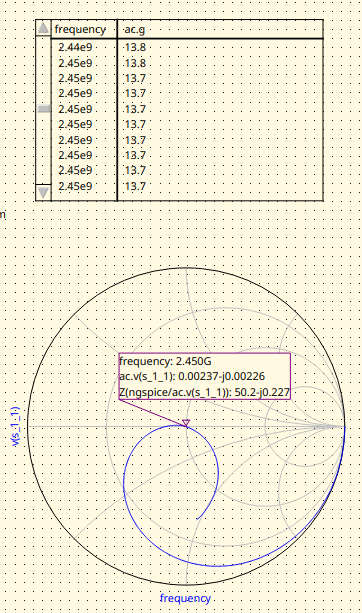 frequency ac.g
2.44e9 13.8
2.45e9 13.8
2.45e9 13.7
2.45e9 13.7
2.45e9 13.7
2.45e9 13.7
2.45e9 13.7
2.45e9 13.7
2.45e9 13.7
2.45e9 13.7
m
frequency: 2.450G
ac.v(s_1_1): 0.00237-j0.00226
Z(ngspice/ac.v(s_1_1)): 50.2-j0.227
v(s_1_1)
frequency